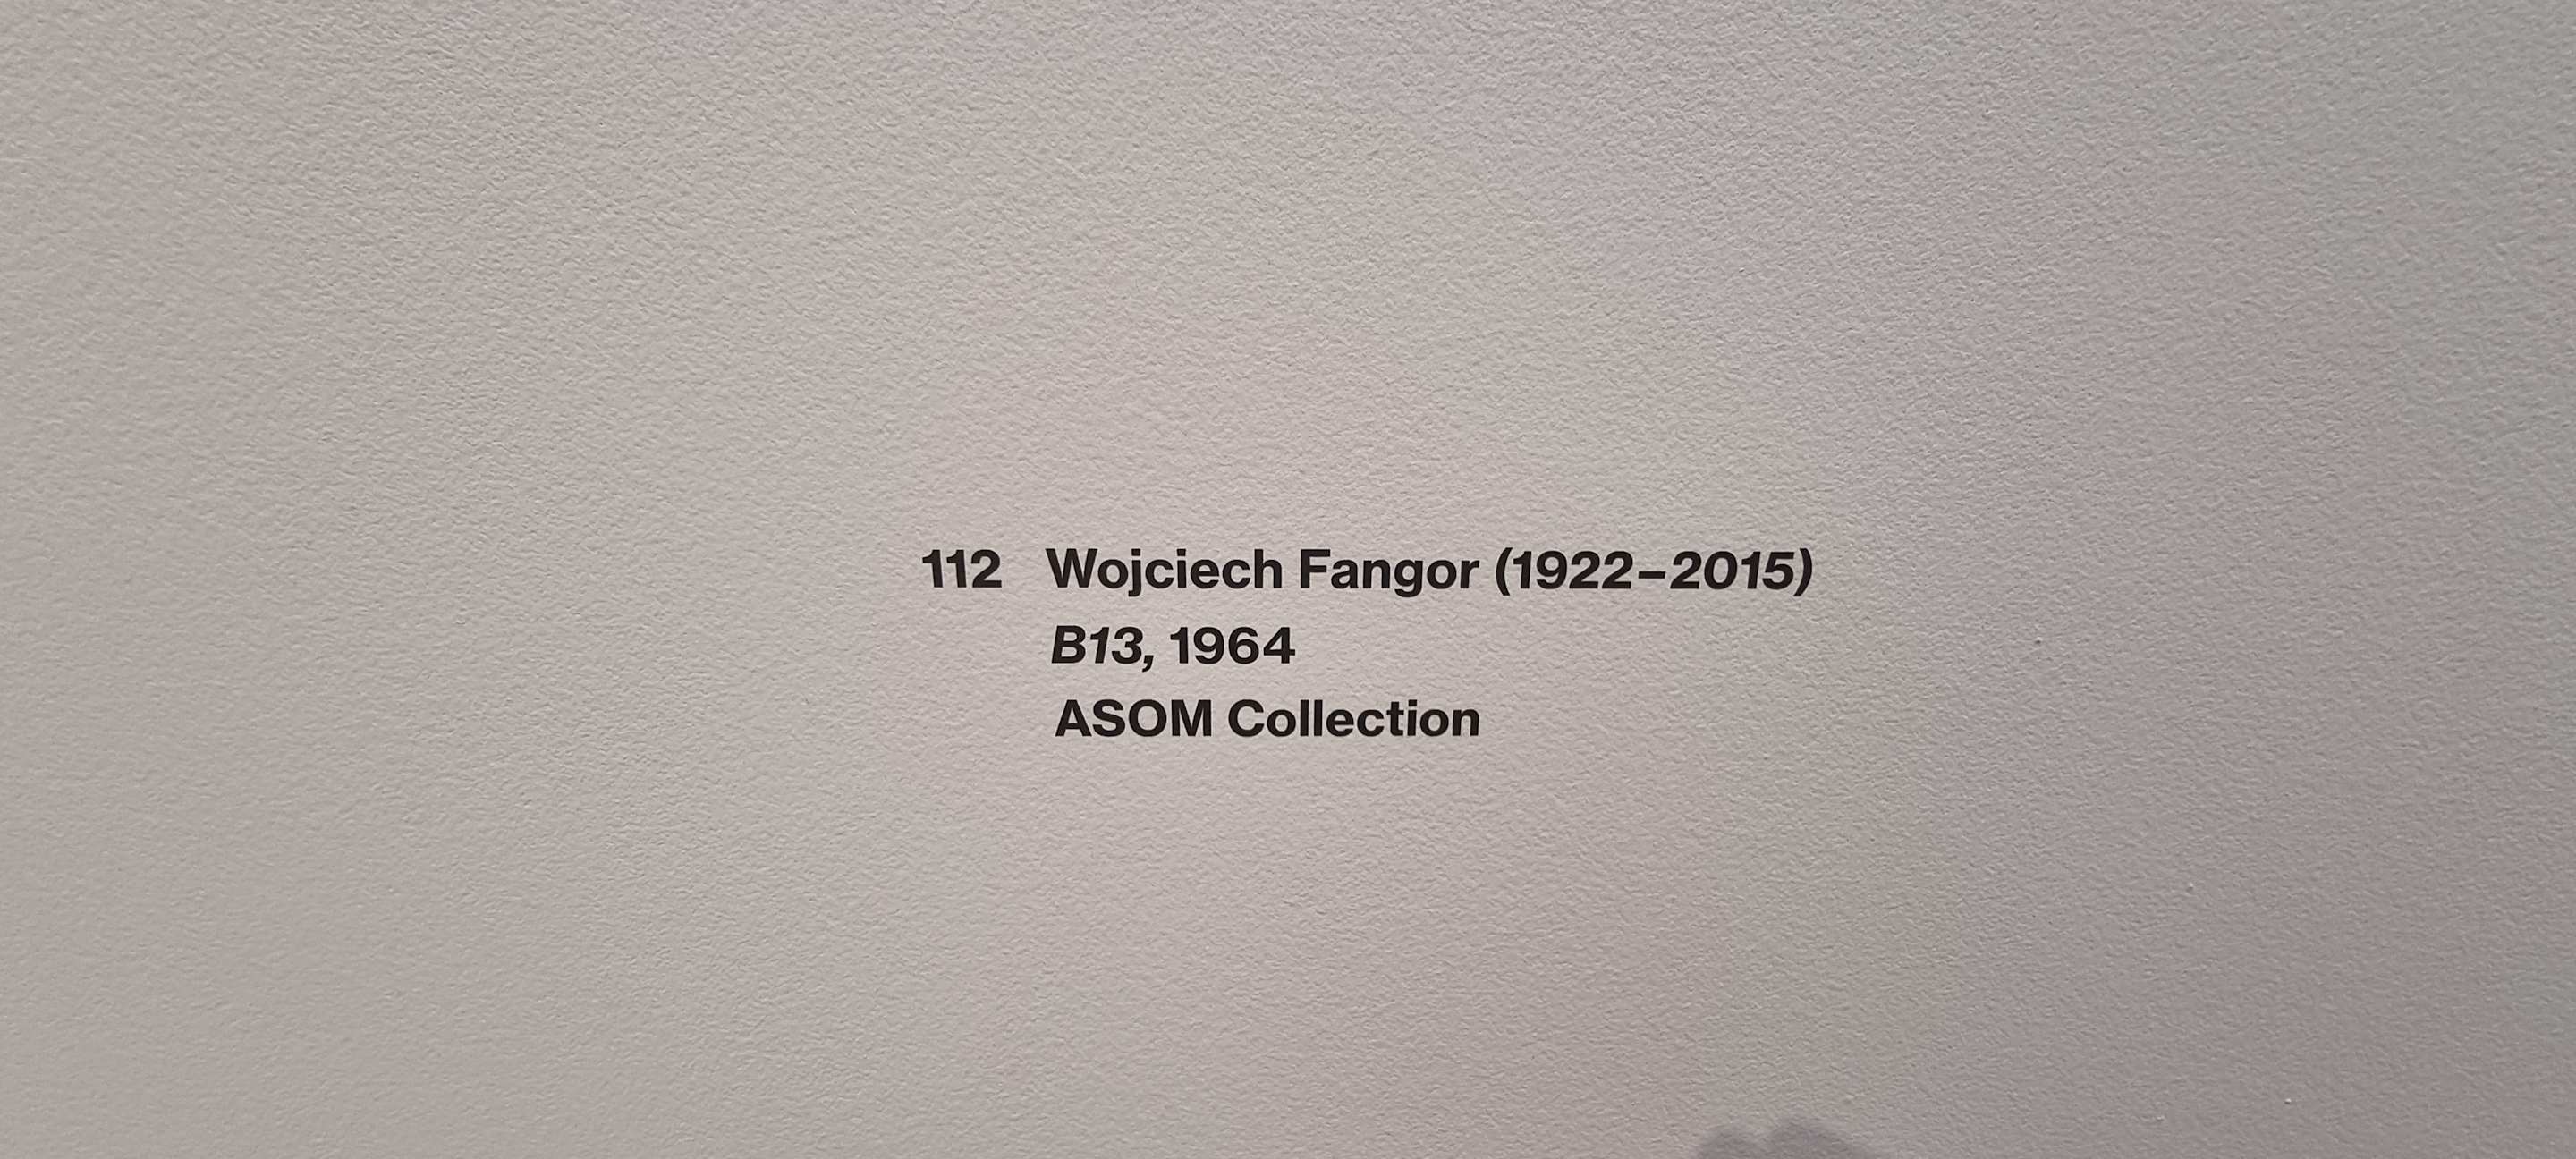 112 Wojciech Fangor (1922–2015)
B13, 1964
ASOM Collection